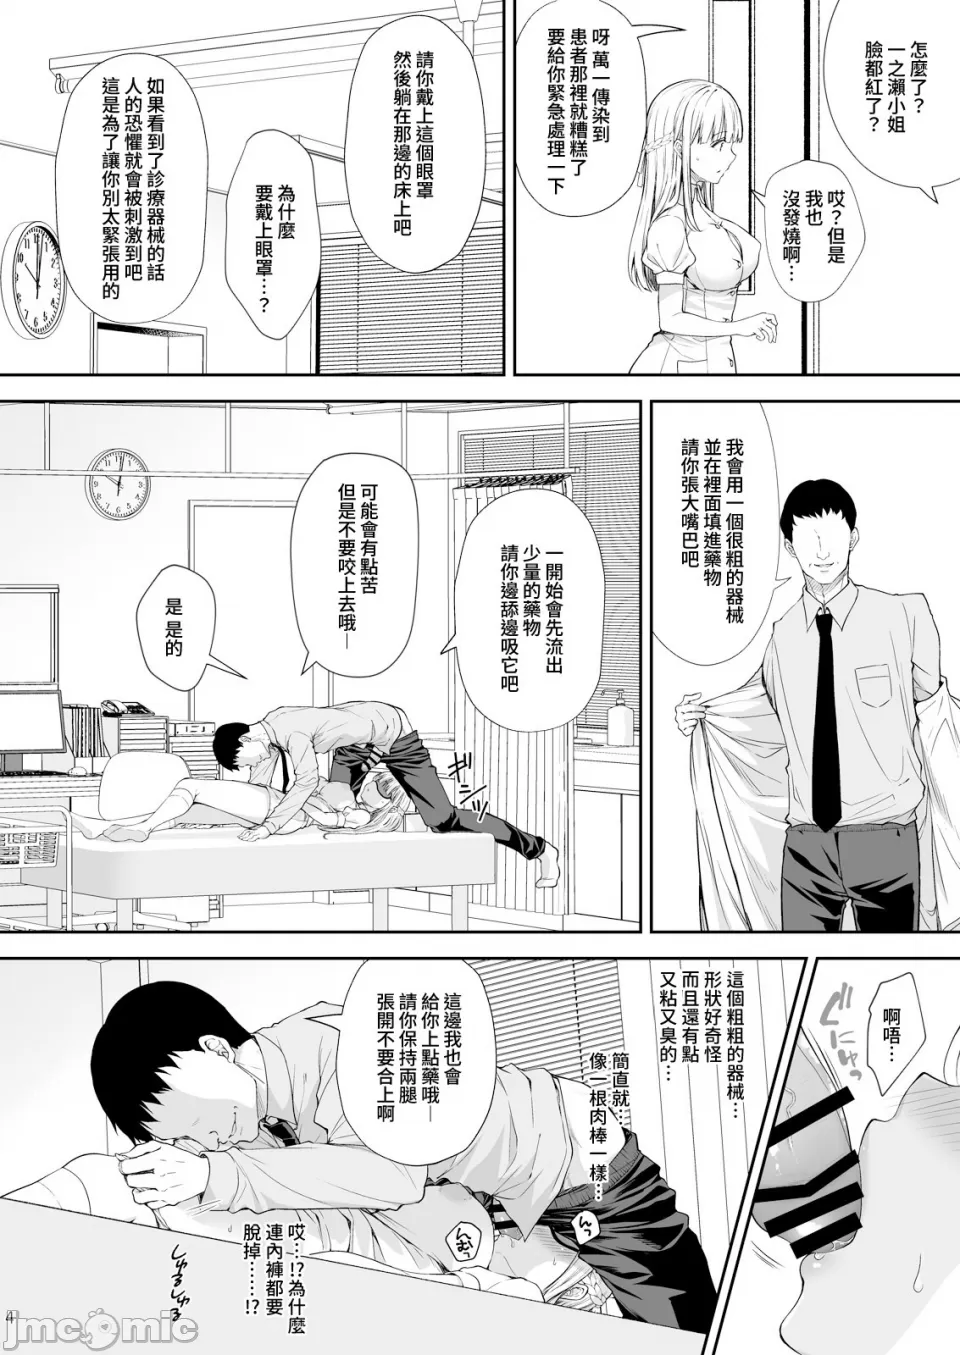 怎麼了？
一之瀨小姐
臉都紅了？
哎？但是
我也
沒發燒啊…
呀 萬一傳染到
患者那裡就糟糕了
要給你緊急處理一下
請你戴上這個眼罩
然後躺在那邊的床上吧
為什麼
要戴上眼罩…？
如果看到了診療器械的話
人的恐懼就會被刺激到吧
這是為了讓你別太緊張用的
我會用一個很粗的器械
並在裡面填進藥物
請你張大嘴巴吧
一開始會先流出
少量的藥物
請你邊舔邊吸它吧
可能會有點苦
但是不要咬上去哦—
是 是的
ギシッ
啊唔…
にゅっ
這個粗粗的器械…
形狀好奇怪
而且還有點
又粘又臭的…
簡直就…
像一根肉棒一樣…
這邊我也會
給你上點藥哦—
請你保持兩腿
張開不要合上啊
んっ
んむっ
哎…!?為什麼
連內褲都要
脫掉……!?
しゅるしゅる
4
jmcomic